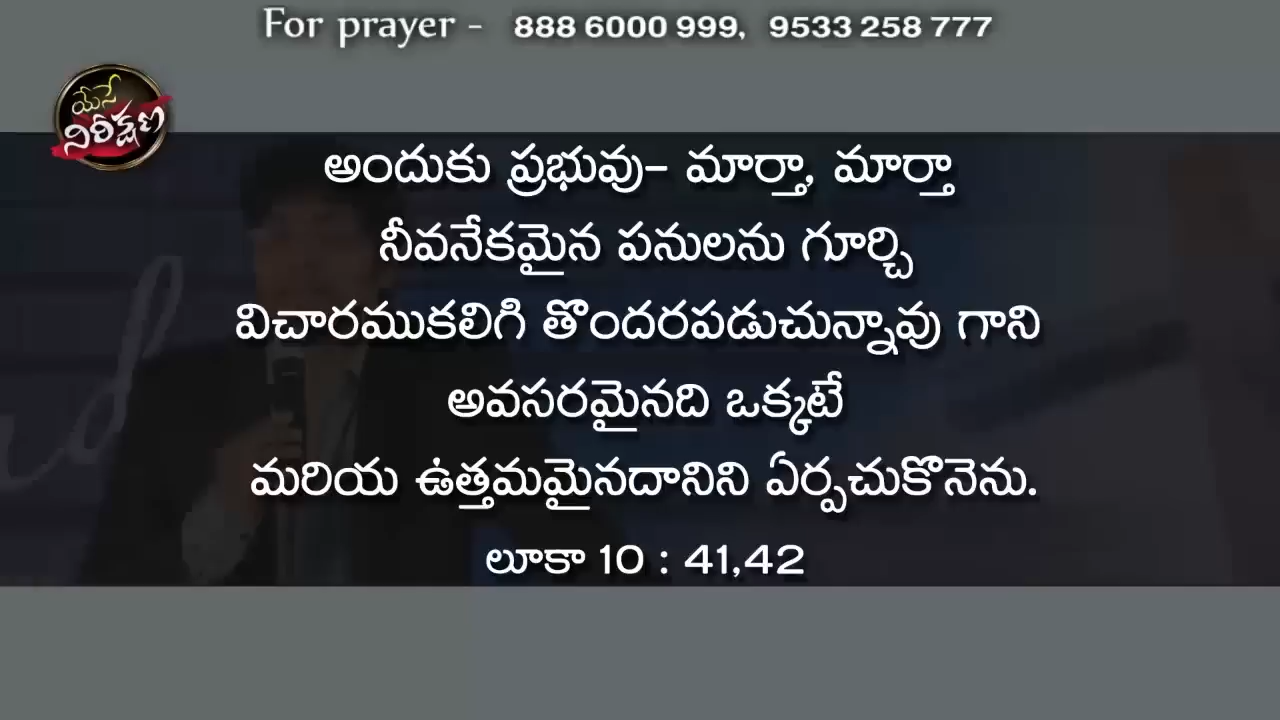 For prayer - 888 6000 999, 9533 258 777
యేసే
నిరీక్షణ
అందుకు ప్రభువు- మార్తా, మార్తా
నీవనేకమైన పనులను గూర్చి
విచారముకలిగి తొందరపడుచున్నావు గాని
అవసరమైనది ఒక్కటే
మరియ ఉత్తమమైనదానిని ఏర్పచుకొనెను.
లూకా 10 : 41,42